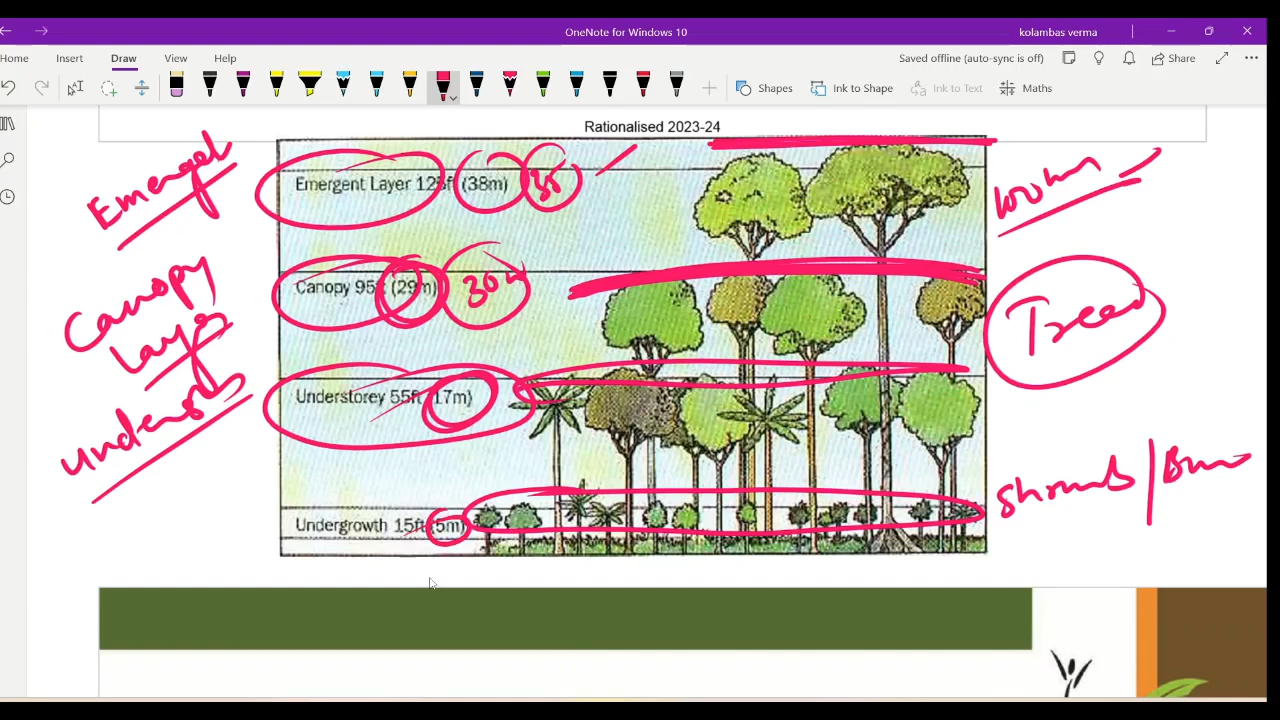 OneNote for Windows 10
kolambas verma
Home Insert Draw View Help
Saved offline (auto-sync is off) Share
Shapes Ink to Shape Ink to Text Maths
Rationalised 2023-24
Emergent Layer 125ft (38m)
Canopy 95ft (29m)
30
Canopy
Trees
Understorey 55ft (17m)
Undergrowth 15ft (5m)